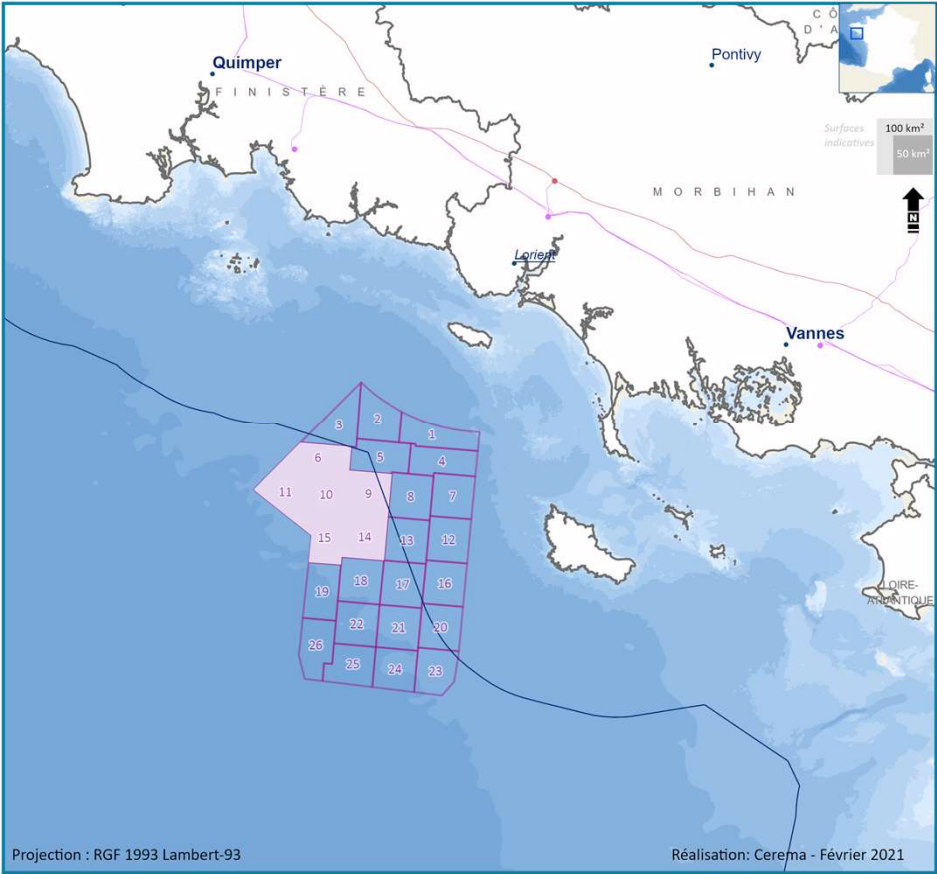 CÔ
D'A
Quimper
Pontivy
FINISTÈRE
Surfaces
indicatives
100 km²
50 km²
N
MORBIHAN
Lorient
Vannes
3
2
1
6
5
4
11
10
9
8
7
15
14
13
12
19
18
17
16
22
21
20
26
25
24
23
LOIRE-
ATLANTIQUE
Projection : RGF 1993 Lambert-93
Réalisation: Cerema - Février 2021